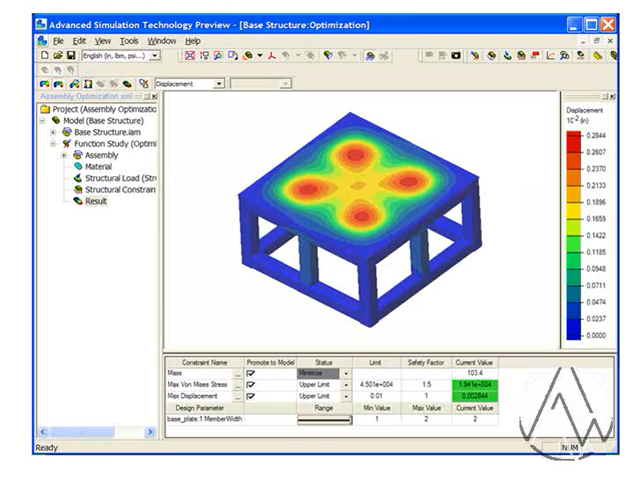 Advanced Simulation Technology Preview - [Base Structure:Optimization]
File Edit View Tools Window Help
English (in, lbm, psi...)
Displacement
Assembly Optimization.xml
Project (Assembly Optimizatio
Model (Base Structure)
Base Structure.iam
Function Study (Optimi
Assembly
Material
Structural Load (Stru
Structural Constrain
Result
Displacement
10^-2 (in)
0.2844
0.2607
0.2370
0.2133
0.1896
0.1659
0.1422
0.1185
0.0948
0.0711
0.0474
0.0237
0.0000
Constraint Name Promote to Model Status Limit Safety Factor Current Value
Mass ... Minimize 103.4
Max Von Mises Stress ... Upper Limit 4.501e+004 1.5 1.941e+004
Max Displacement ... Upper Limit 0.01 1 0.002844
Design Parameter Range Min Value Max Value Current Value
base_plate:1:MemberWidth 1 2 2
Ready NUM